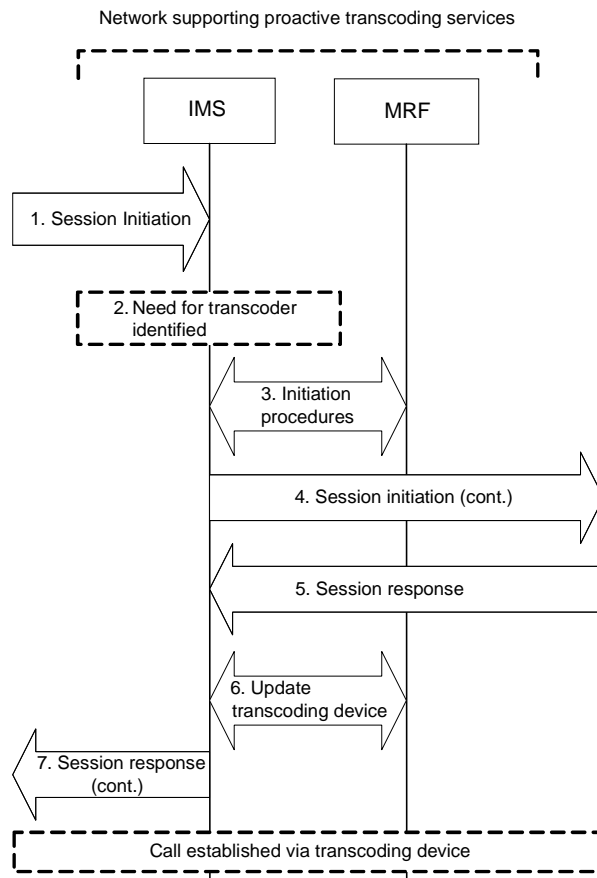 Network supporting proactive transcoding services
IMS
MRF
1. Session Initiation
2. Need for transcoder
identified
3. Initiation
procedures
4. Session initiation (cont.)
5. Session response
6. Update
transcoding device
7. Session response
(cont.)
Call established via transcoding device